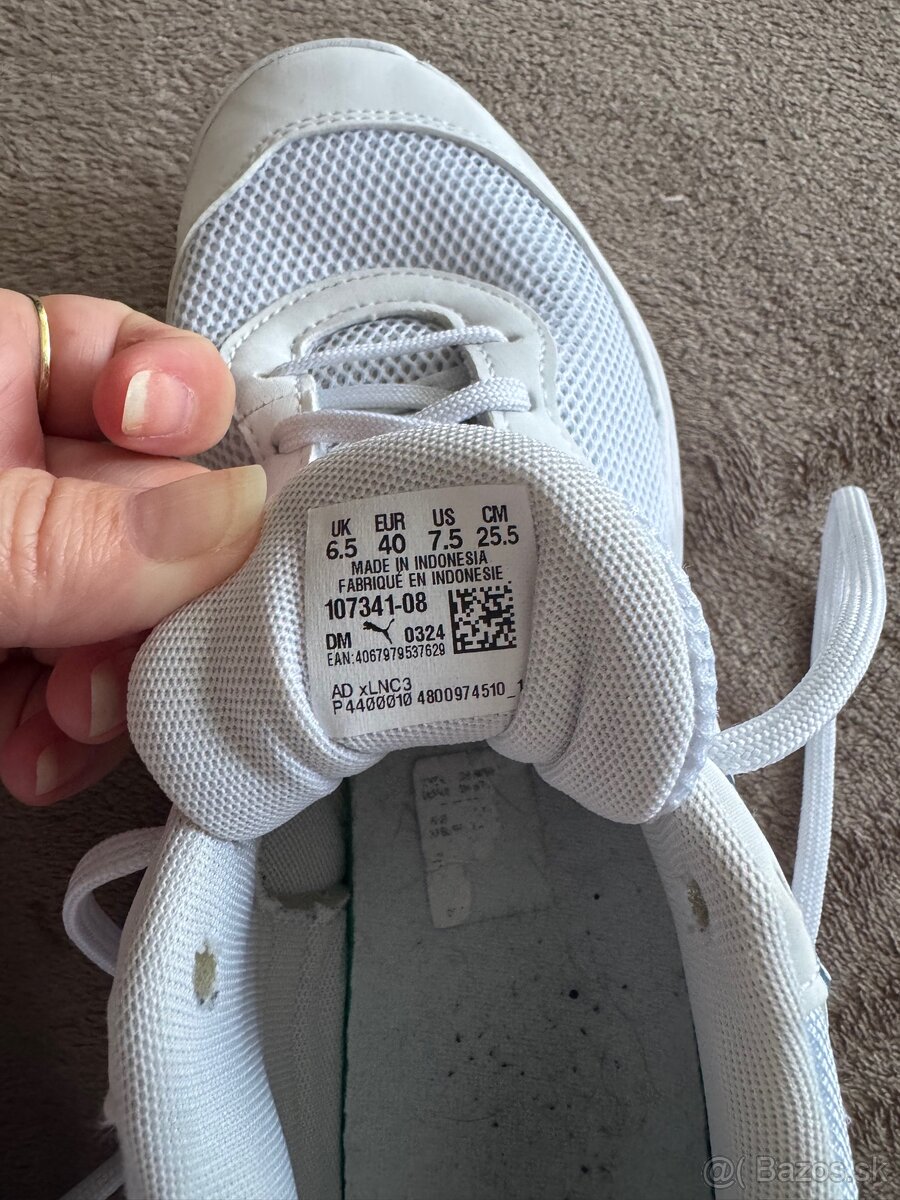 UK EUR US CM
6.5 40 7.5 25.5
MADE IN INDONESIA
FABRIQUÉ EN INDONESIE
107341-08
DM 0324
EAN:4067979537629
AD xLNC3
P4400010 4800974510_1
@( Bazos.sk